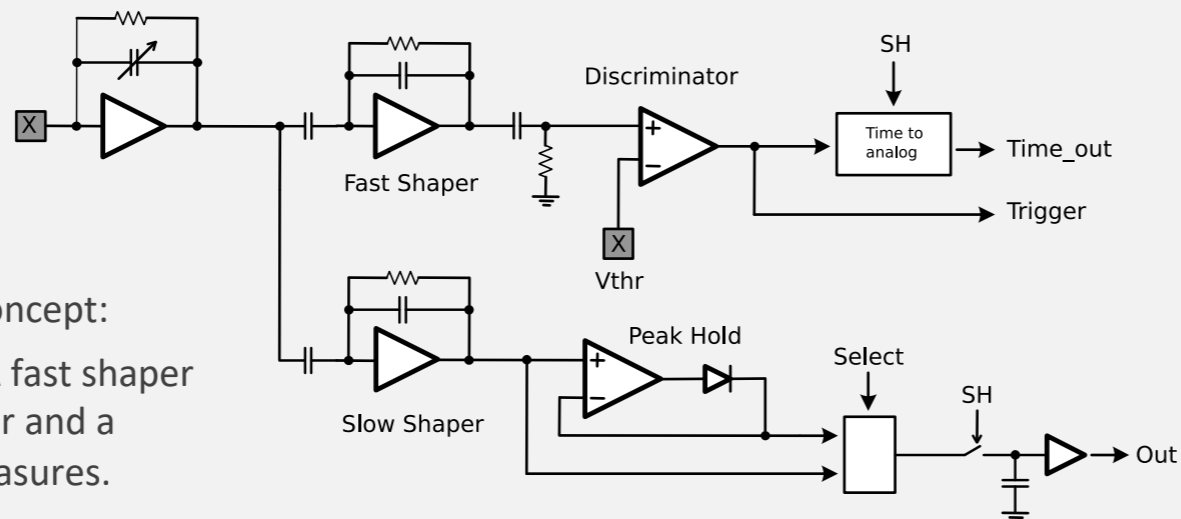 SH
Discriminator
X
Time to
analog
Time_out
Fast Shaper
Trigger
X
Vthr
oncept:
fast shaper
r and a
asures.
Peak Hold
Select
SH
Slow Shaper
Out